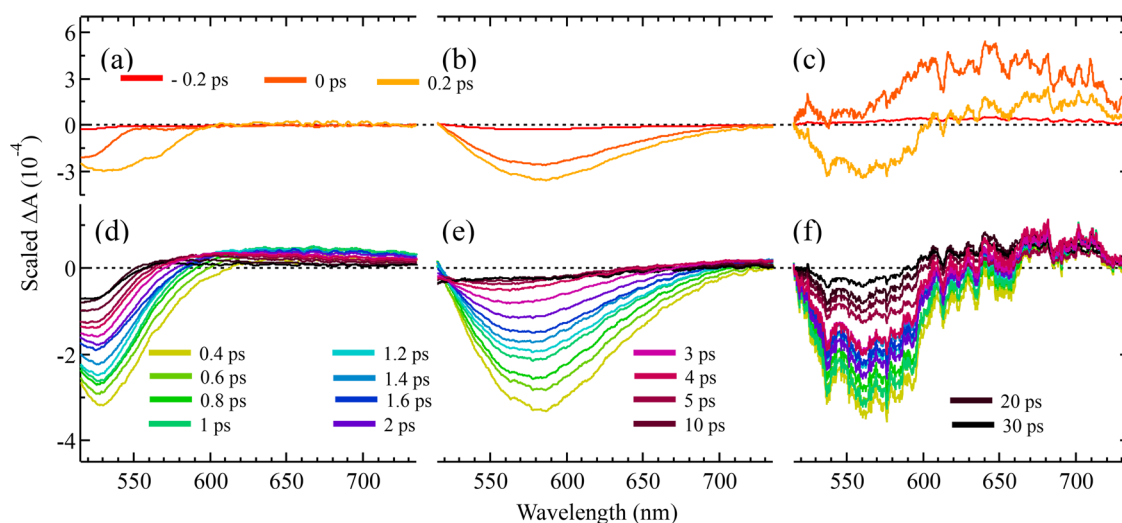 6
3
0
-3
(a)
- 0.2 ps
0 ps
0.2 ps
(b)
(c)
Scaled ΔA (10⁻⁴)
0
-2
-4
(d)
0.4 ps
0.6 ps
0.8 ps
1 ps
1.2 ps
1.4 ps
1.6 ps
2 ps
(e)
3 ps
4 ps
5 ps
10 ps
(f)
20 ps
30 ps
550 600 650 700
550 600 650 700
550 600 650 700
Wavelength (nm)